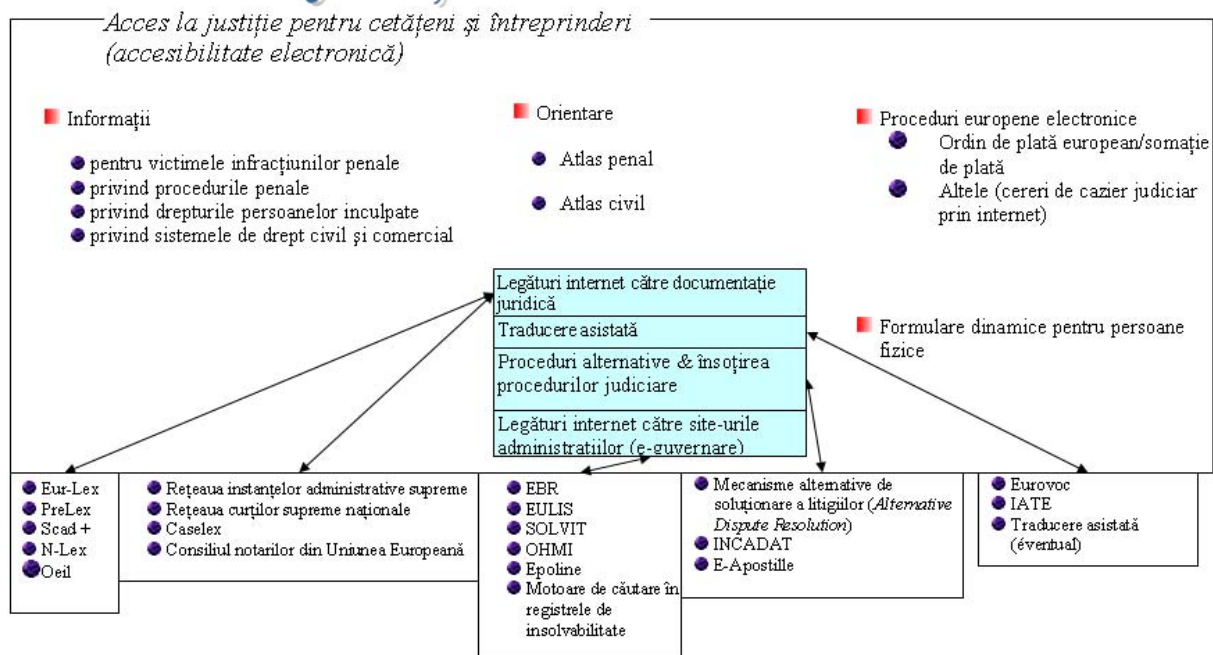 Acces la justiție pentru cetățeni și întreprinderi
(accesibilitate electronică)
Informații
pentru victimele infracțiunilor penale
privind procedurile penale
privind drepturile persoanelor inculpate
privind sistemele de drept civil și comercial
Orientare
Atlas penal
Atlas civil
Proceduri europene electronice
Ordin de plată european/somație
de plată
Altele (cereri de cazier judiciar
prin internet)
Formulare dinamice pentru persoane
fizice
Legături internet către documentație
juridică
Traducere asistată
Proceduri alternative & însoțirea
procedurilor judiciare
Legături internet către site-urile
administratiilor (e-guvernare)
Eur-Lex
PreLex
Scad +
N-Lex
Oeil
Rețeaua instanțelor administrative supreme
Rețeaua curților supreme naționale
Caselex
Consiliul notarilor din Uniunea Europeană
EBR
EULIS
SOLVIT
OHMI
Epoline
Motoare de căutare în
registrele de
insolvabilitate
Mecanisme alternative de
soluționare a litigiilor (Alternative
Dispute Resolution)
INCADAT
E-Apostille
Eurovoc
IATE
Traducere asistată
(éventual)